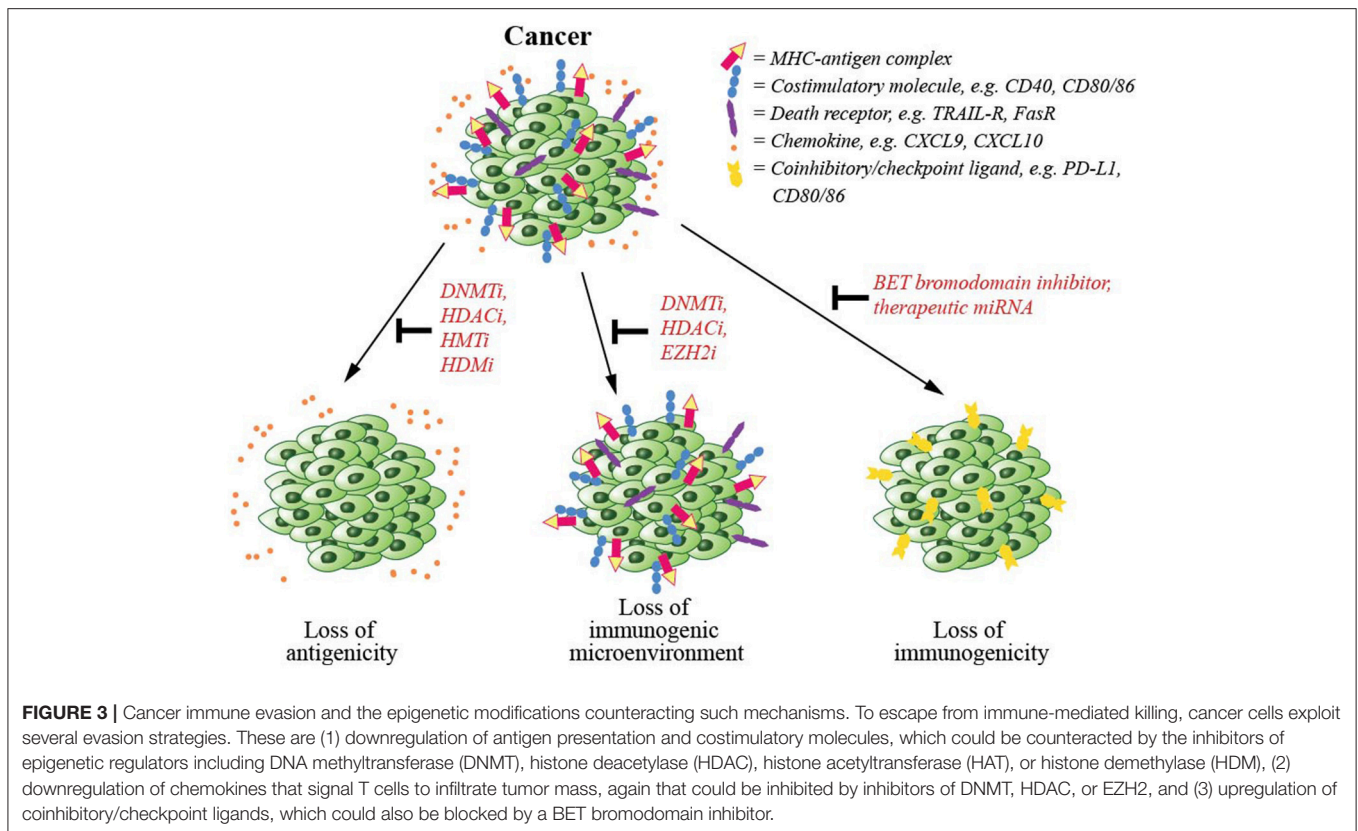 Cancer
= MHC-antigen complex
= Costimulatory molecule, e.g. CD40, CD80/86
= Death receptor, e.g. TRAIL-R, FasR
= Chemokine, e.g. CXCL9, CXCL10
= Coinhibitory/checkpoint ligand, e.g. PD-L1,
CD80/86
DNMTi,
HDACi,
HMTi
HDMi
DNMTi,
HDACi,
EZH2i
BET bromodomain inhibitor,
therapeutic miRNA
Loss of
antigenicity
Loss of
immunogenic
microenvironment
Loss of
immunogenicity
FIGURE 3 | Cancer immune evasion and the epigenetic modifications counteracting such mechanisms. To escape from immune-mediated killing, cancer cells exploit
several evasion strategies. These are (1) downregulation of antigen presentation and costimulatory molecules, which could be counteracted by the inhibitors of
epigenetic regulators including DNA methyltransferase (DNMT), histone deacetylase (HDAC), histone acetyltransferase (HAT), or histone demethylase (HDM), (2)
downregulation of chemokines that signal T cells to infiltrate tumor mass, again that could be inhibited by inhibitors of DNMT, HDAC, or EZH2, and (3) upregulation of
coinhibitory/checkpoint ligands, which could also be blocked by a BET bromodomain inhibitor.